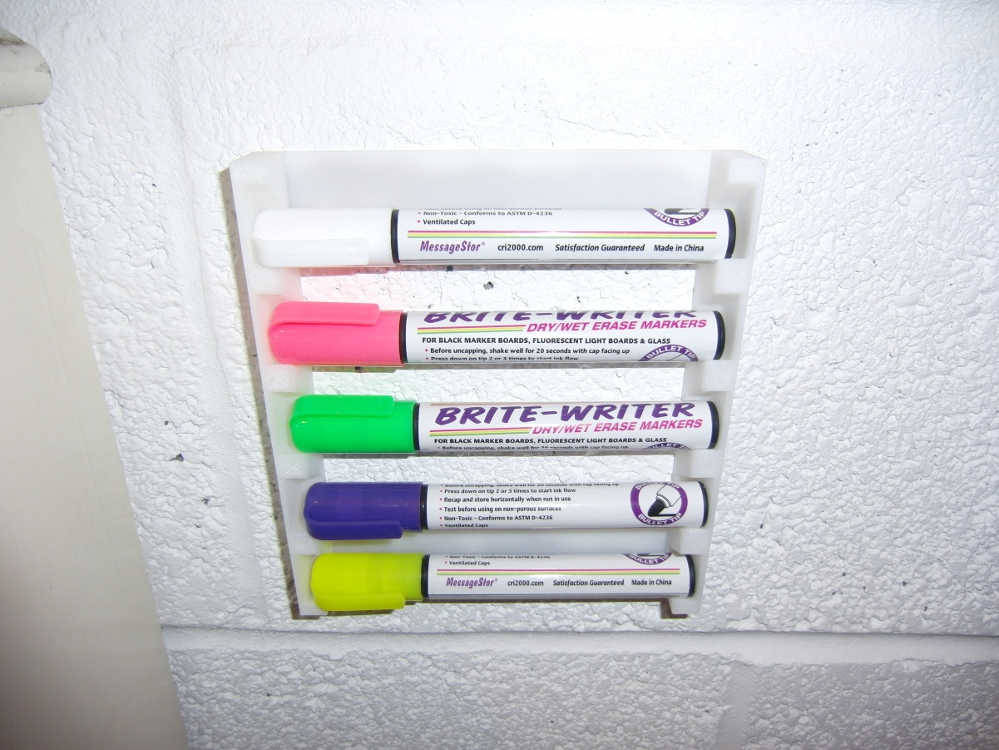 • Non-Toxic - Conforms to ASTM D-4236
• Ventilated Caps
BULLET TIP
MessageStor® cri2000.com Satisfaction Guaranteed Made in China
BRITE-WRITER
DRY/WET ERASE MARKERS
FOR BLACK MARKER BOARDS, FLUORESCENT LIGHT BOARDS & GLASS
• Before uncapping, shake well for 20 seconds with cap facing up
• Press down on tip 2 or 3 times to start ink flow
BULLET TIP
BRITE-WRITER
DRY/WET ERASE MARKERS
FOR BLACK MARKER BOARDS, FLUORESCENT LIGHT BOARDS & GLASS
• Before uncapping, shake well for 20 seconds with cap facing up
BULLET TIP
• Before uncapping, shake well for 20 seconds with cap facing up
• Press down on tip 2 or 3 times to start ink flow
• Recap and store horizontally when not in use
• Test before using on non-porous surfaces
• Non-Toxic - Conforms to ASTM D-4236
• Ventilated Caps
BULLET TIP
BULLET TIP
• Non-Toxic - Conforms to ASTM D-4236
• Ventilated Caps
BULLET TIP
MessageStor® cri2000.com Satisfaction Guaranteed Made in China